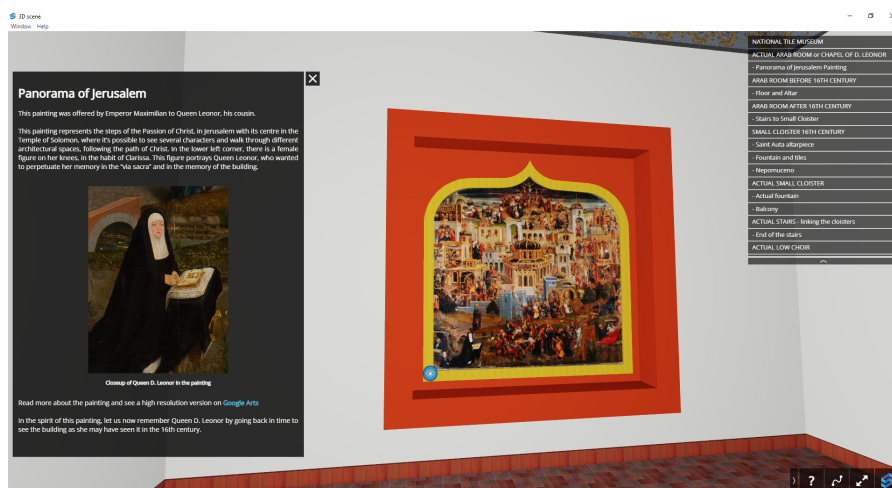 3D scene
Window Help
Panorama of Jerusalem
This painting was offered by Emperor Maximilian to Queen Leonor, his cousin.
This painting represents the steps of the Passion of Christ, in Jerusalem with its centre in the
Temple of Solomon, where it's possible to see several characters and walk through different
architectural spaces, following the path of Christ. In the lower left corner, there is a female
figure on her knees, in the habit of Clarissa. This figure portrays Queen Leonor, who wanted
to perpetuate her memory in the "via sacra" and in the memory of the building.
Closeup of Queen D. Leonor in the painting
Read more about the painting and see a high resolution version on Google Arts
In the spirit of this painting, let us now remember Queen D. Leonor by going back in time to
see the building as she may have seen it in the 16th century.
NATIONAL TILE MUSEUM
ACTUAL ARAB ROOM or CHAPEL OF D. LEONOR
- Panorama of Jerusalem Painting
ARAB ROOM BEFORE 16TH CENTURY
- Floor and Altar
ARAB ROOM AFTER 16TH CENTURY
- Stairs to Small Cloister
SMALL CLOISTER 16TH CENTURY
- Saint Auta altarpiece
- Fountain and tiles
- Nepomuceno
ACTUAL SMALL CLOISTER
- Actual fountain
- Balcony
ACTUAL STAIRS - linking the cloisters
- End of the stairs
ACTUAL LOW CHOIR
?